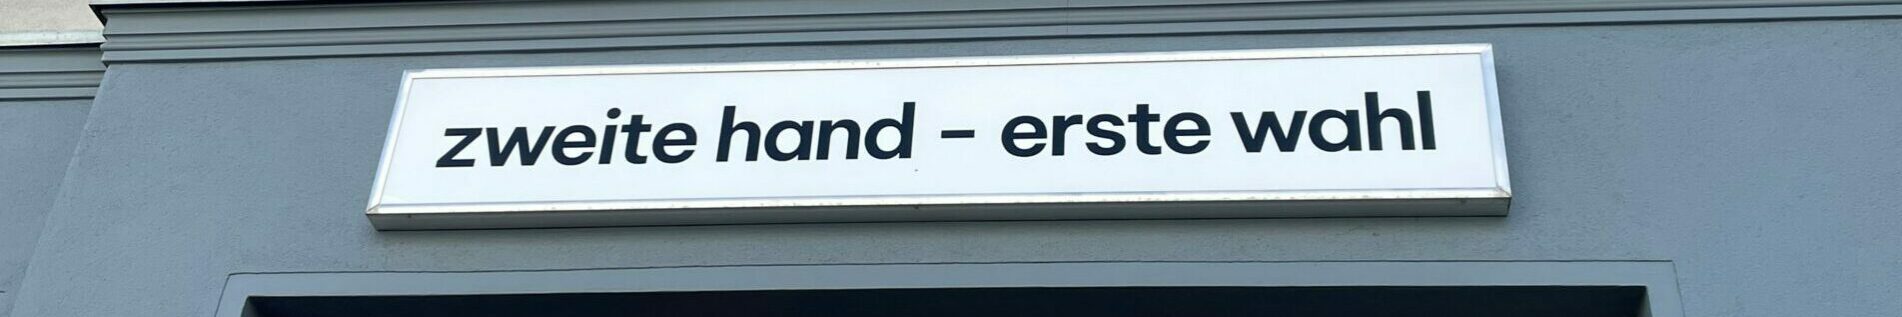 zweite hand – erste wahl